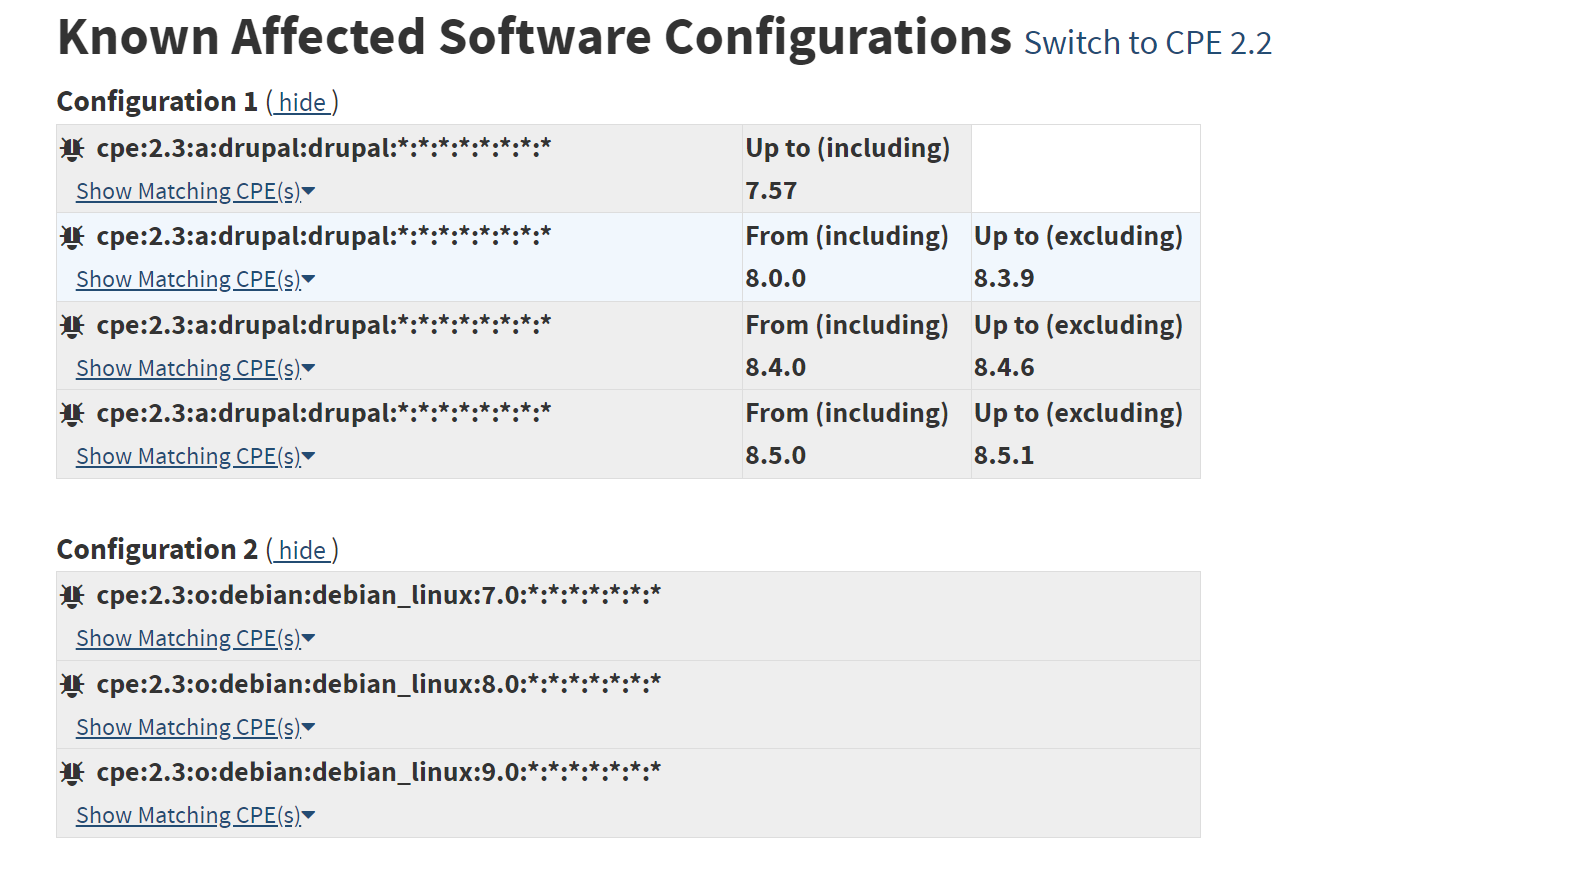 Known Affected Software Configurations Switch to CPE 2.2
Configuration 1 ( hide )
cpe:2.3:a:drupal:drupal:*:*:*:*:*:*:*:* Up to (including)
Show Matching CPE(s) 7.57
cpe:2.3:a:drupal:drupal:*:*:*:*:*:*:*:* From (including) Up to (excluding)
Show Matching CPE(s) 8.0.0 8.3.9
cpe:2.3:a:drupal:drupal:*:*:*:*:*:*:*:* From (including) Up to (excluding)
Show Matching CPE(s) 8.4.0 8.4.6
cpe:2.3:a:drupal:drupal:*:*:*:*:*:*:*:* From (including) Up to (excluding)
Show Matching CPE(s) 8.5.0 8.5.1
Configuration 2 ( hide )
cpe:2.3:o:debian:debian_linux:7.0:*:*:*:*:*:*:*
Show Matching CPE(s)
cpe:2.3:o:debian:debian_linux:8.0:*:*:*:*:*:*:*
Show Matching CPE(s)
cpe:2.3:o:debian:debian_linux:9.0:*:*:*:*:*:*:*
Show Matching CPE(s)